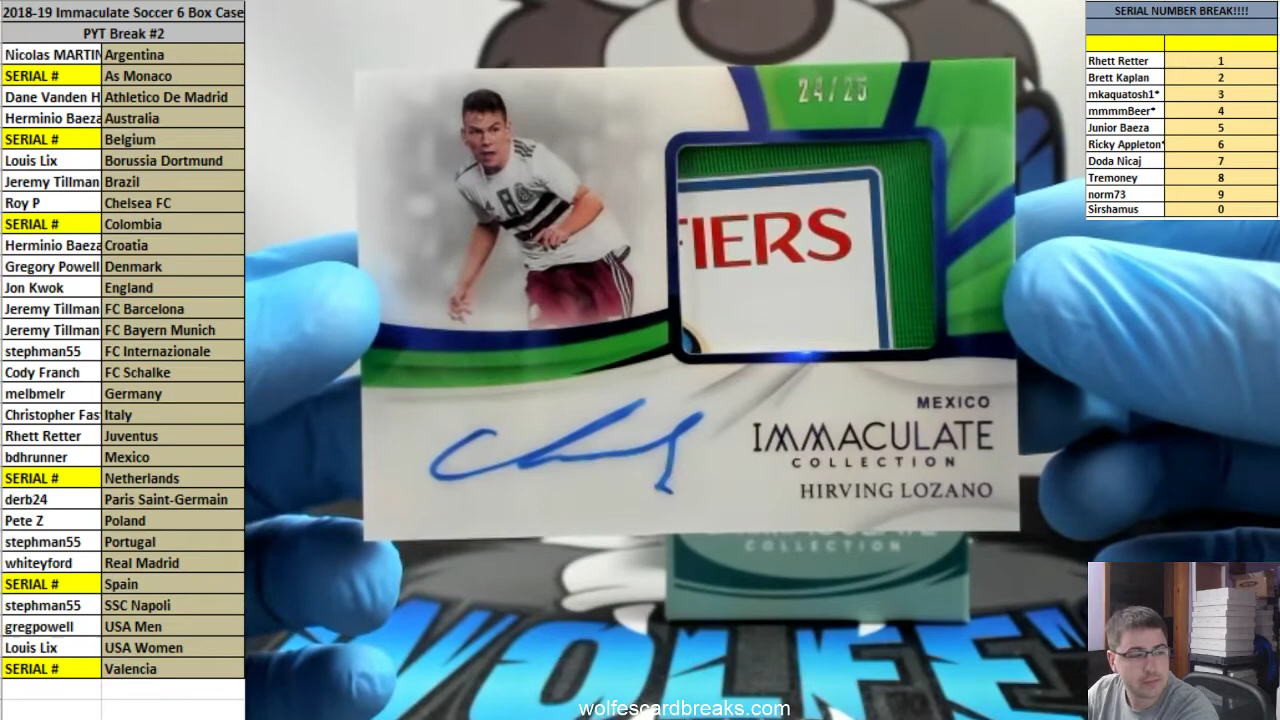 2018-19 Immaculate Soccer 6 Box Case
PYT Break #2
Nicolas MARTIN Argentina
SERIAL # As Monaco
Dane Vanden H Athletico De Madrid
Herminio Baeza Australia
SERIAL # Belgium
Louis Lix Borussia Dortmund
Jeremy Tillman Brazil
Roy P Chelsea FC
SERIAL # Colombia
Herminio Baeza Croatia
Gregory Powell Denmark
Jon Kwok England
Jeremy Tillman FC Barcelona
Jeremy Tillman FC Bayern Munich
stephman55 FC Internazionale
Cody Franch FC Schalke
melbmelr Germany
Christopher Fas Italy
Rhett Retter Juventus
bdhrunner Mexico
SERIAL # Netherlands
derb24 Paris Saint-Germain
Pete Z Poland
stephman55 Portugal
whiteyford Real Madrid
SERIAL # Spain
stephman55 SSC Napoli
gregpowell USA Men
Louis Lix USA Women
SERIAL # Valencia
24/25
IERS
MEXICO
IMMACULATE
COLLECTION
HIRVING LOZANO
COLLECTION
WOLFE'
wolfescardbreaks.com
SERIAL NUMBER BREAK!!!!
Rhett Retter 1
Brett Kaplan 2
mkaquatosh1* 3
mmmmBeer* 4
Junior Baeza 5
Ricky Appleton* 6
Doda Nicaj 7
Tremoney 8
norm73 9
Sirshamus 0